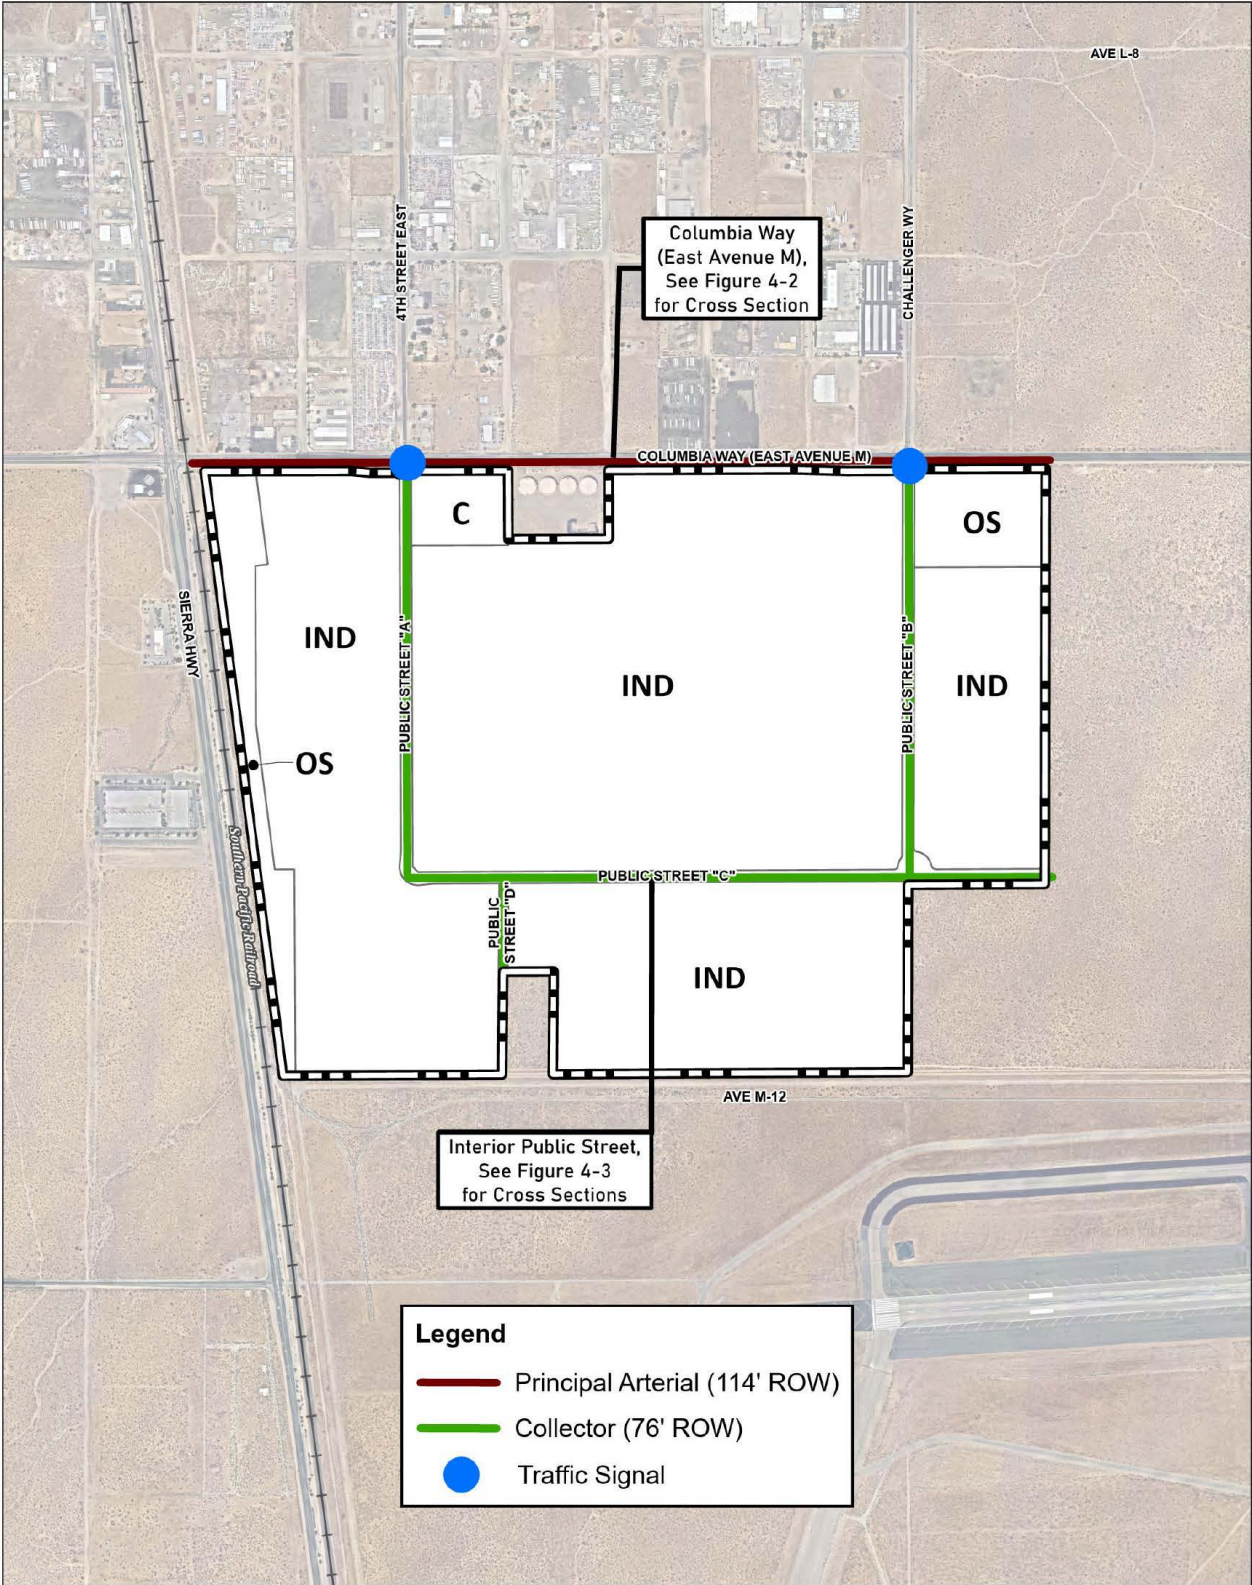 AVE L-8
4TH STREET EAST
CHALLENGER WY
Columbia Way
(East Avenue M),
See Figure 4-2
for Cross Section
COLUMBIA WAY (EAST AVENUE M)
C
OS
SIERRA HWY
IND
PUBLIC STREET "A"
IND
PUBLIC STREET "B"
IND
OS
Southern Pacific Railroad
PUBLIC STREET "C"
PUBLIC
STREET "D"
IND
AVE M-12
Interior Public Street,
See Figure 4-3
for Cross Sections
Legend
Principal Arterial (114' ROW)
Collector (76' ROW)
Traffic Signal